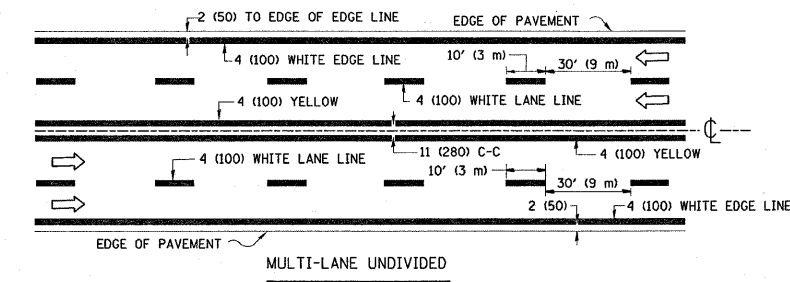 2 (50) TO EDGE OF EDGE LINE
EDGE OF PAVEMENT
4 (100) WHITE EDGE LINE
10' (3 m)
30' (9 m)
4 (100) YELLOW
4 (100) WHITE LANE LINE
℄
4 (100) WHITE LANE LINE
11 (280) C-C
4 (100) YELLOW
10' (3 m)
30' (9 m)
2 (50)
4 (100) WHITE EDGE LINE
EDGE OF PAVEMENT
MULTI-LANE UNDIVIDED